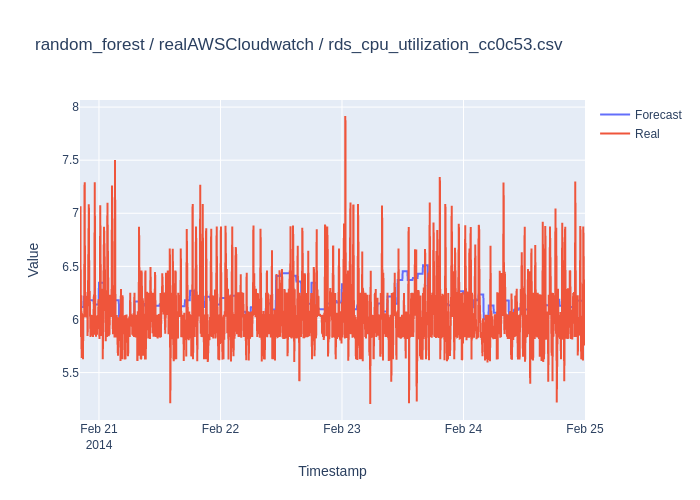 random_forest / realAWSCloudwatch / rds_cpu_utilization_cc0c53.csv
Forecast
Real
8
7.5
7
6.5
6
5.5
Value
Feb 21
2014
Feb 22
Feb 23
Feb 24
Feb 25
Timestamp